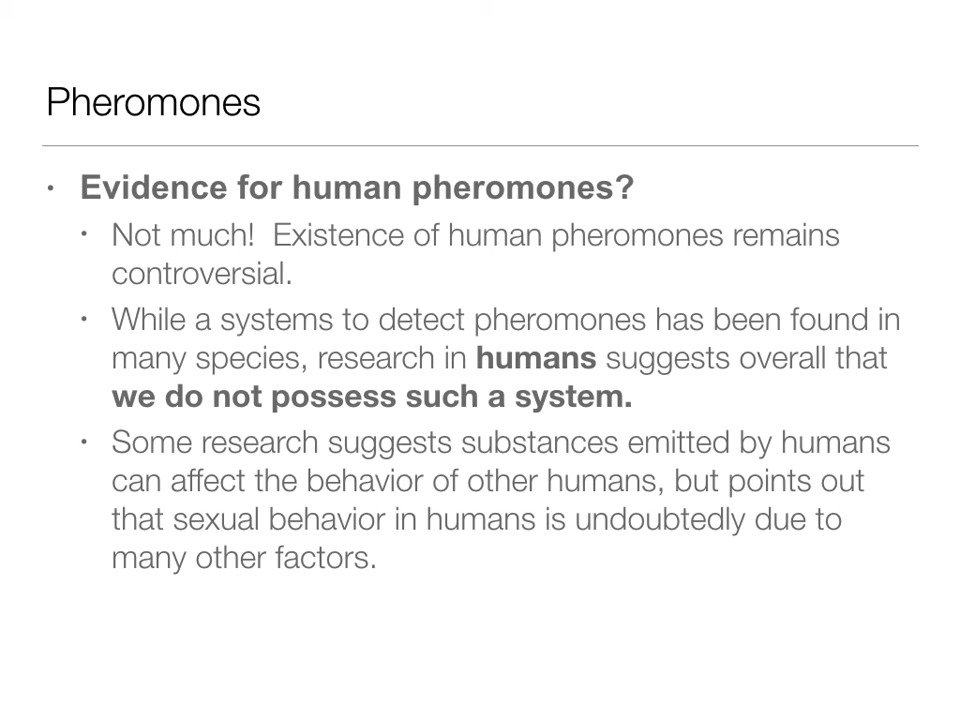 Pheromones
• Evidence for human pheromones?
• Not much!  Existence of human pheromones remains
controversial.
• While a systems to detect pheromones has been found in
many species, research in humans suggests overall that
we do not possess such a system.
• Some research suggests substances emitted by humans
can affect the behavior of other humans, but points out
that sexual behavior in humans is undoubtedly due to
many other factors.